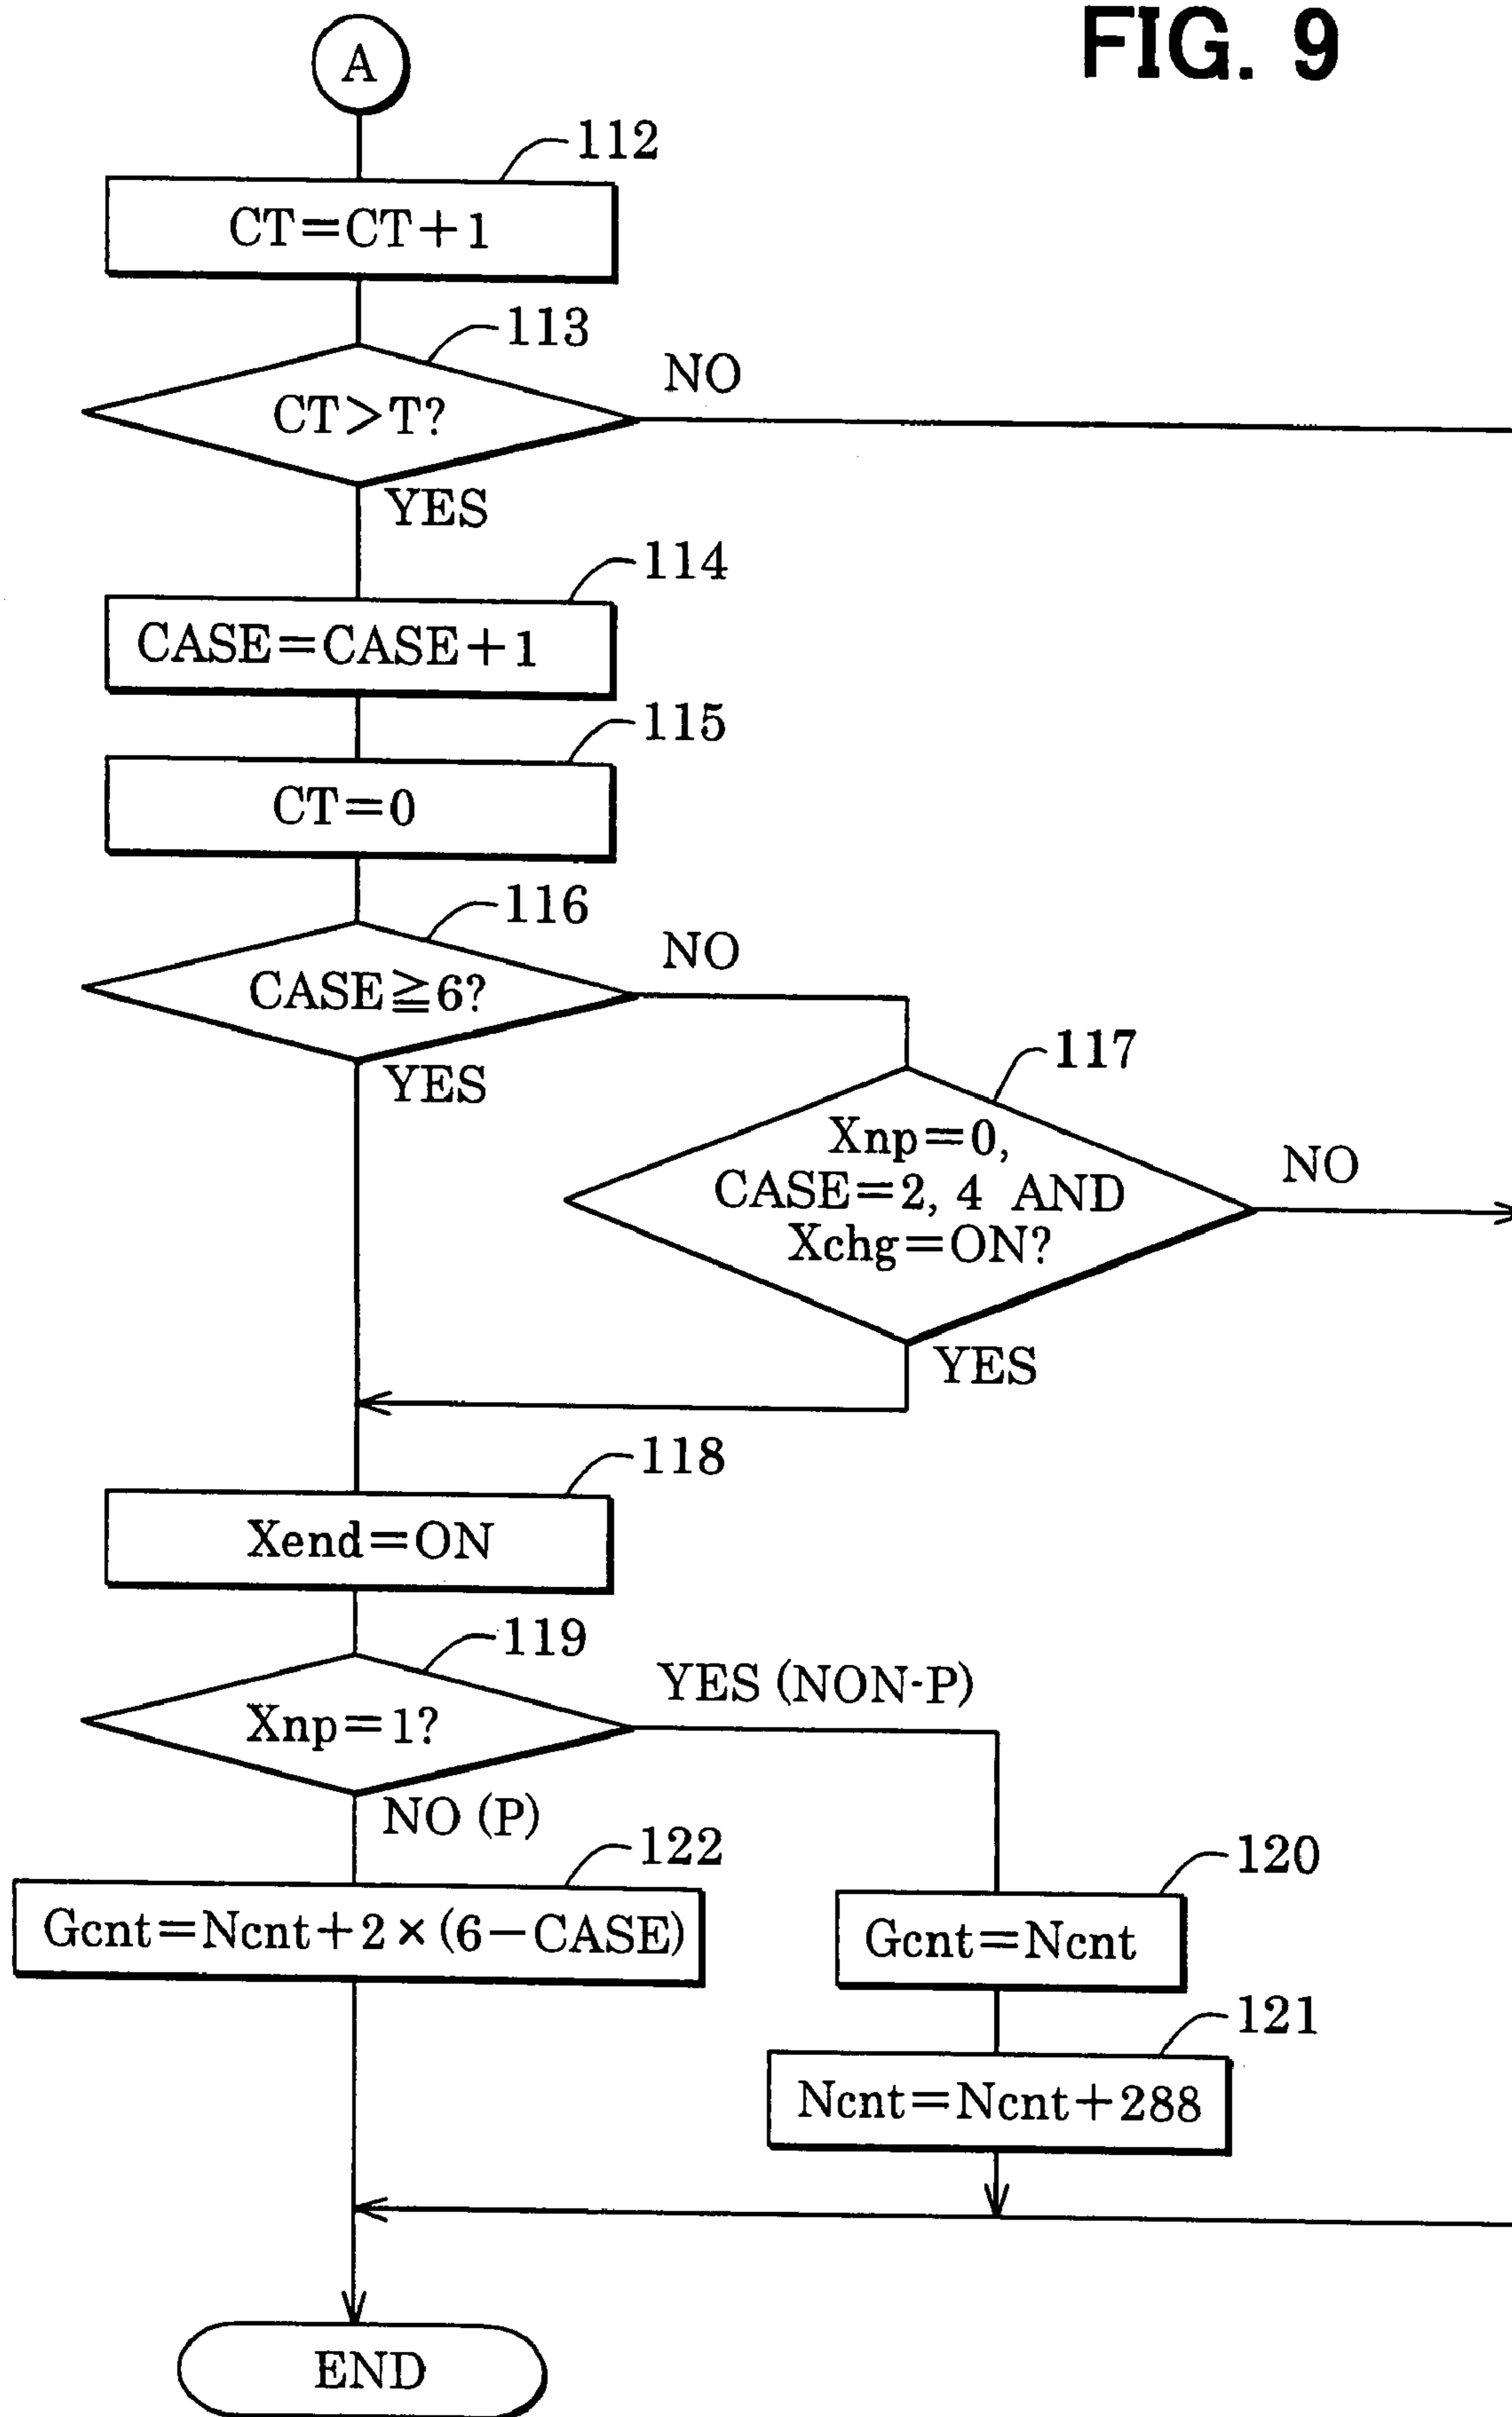 FIG. 9
A
112
CT=CT+1
113
CT>T?
NO
YES
114
CASE=CASE+1
115
CT=0
116
CASE≧6?
NO
YES
117
Xnp=0,
CASE=2, 4 AND
Xchg=ON?
NO
YES
118
Xend=ON
119
Xnp=1?
YES (NON-P)
NO (P)
122
Gcnt=Ncnt+2×(6-CASE)
120
Gcnt=Ncnt
121
Ncnt=Ncnt+288
END